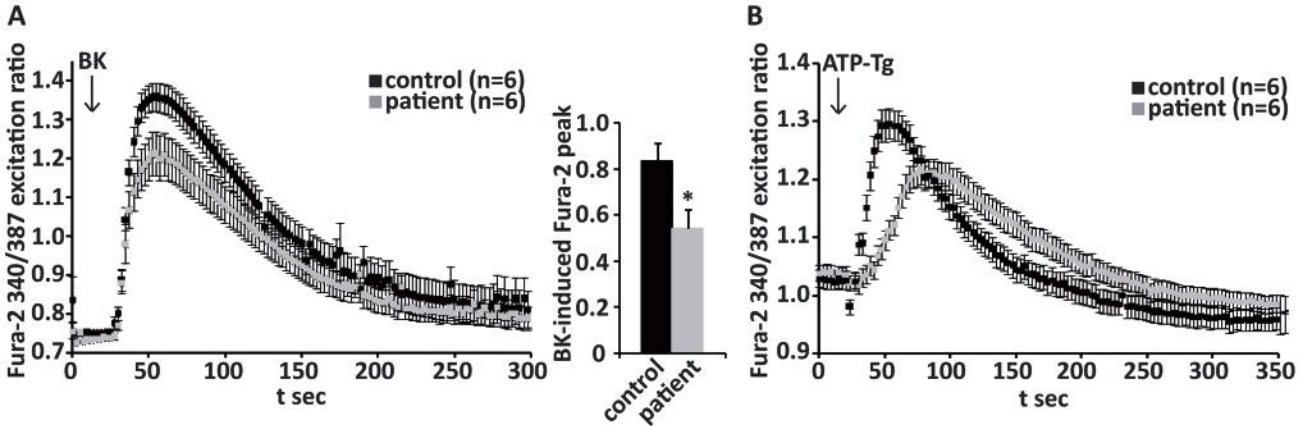 A
BK
control (n=6)
patient (n=6)
Fura-2 340/387 excitation ratio
1.4
1.3
1.2
1.1
1.0
0.9
0.8
0.7
0 50 100 150 200 250 300
t sec
BK-induced Fura-2 peak
1.0
0.8
0.6
0.4
0.2
0
*
control
patient
B
ATP-Tg
control (n=6)
patient (n=6)
Fura-2 340/387 excitation ratio
1.4
1.3
1.2
1.1
1.0
0.9
0 50 100 150 200 250 300 350
t sec